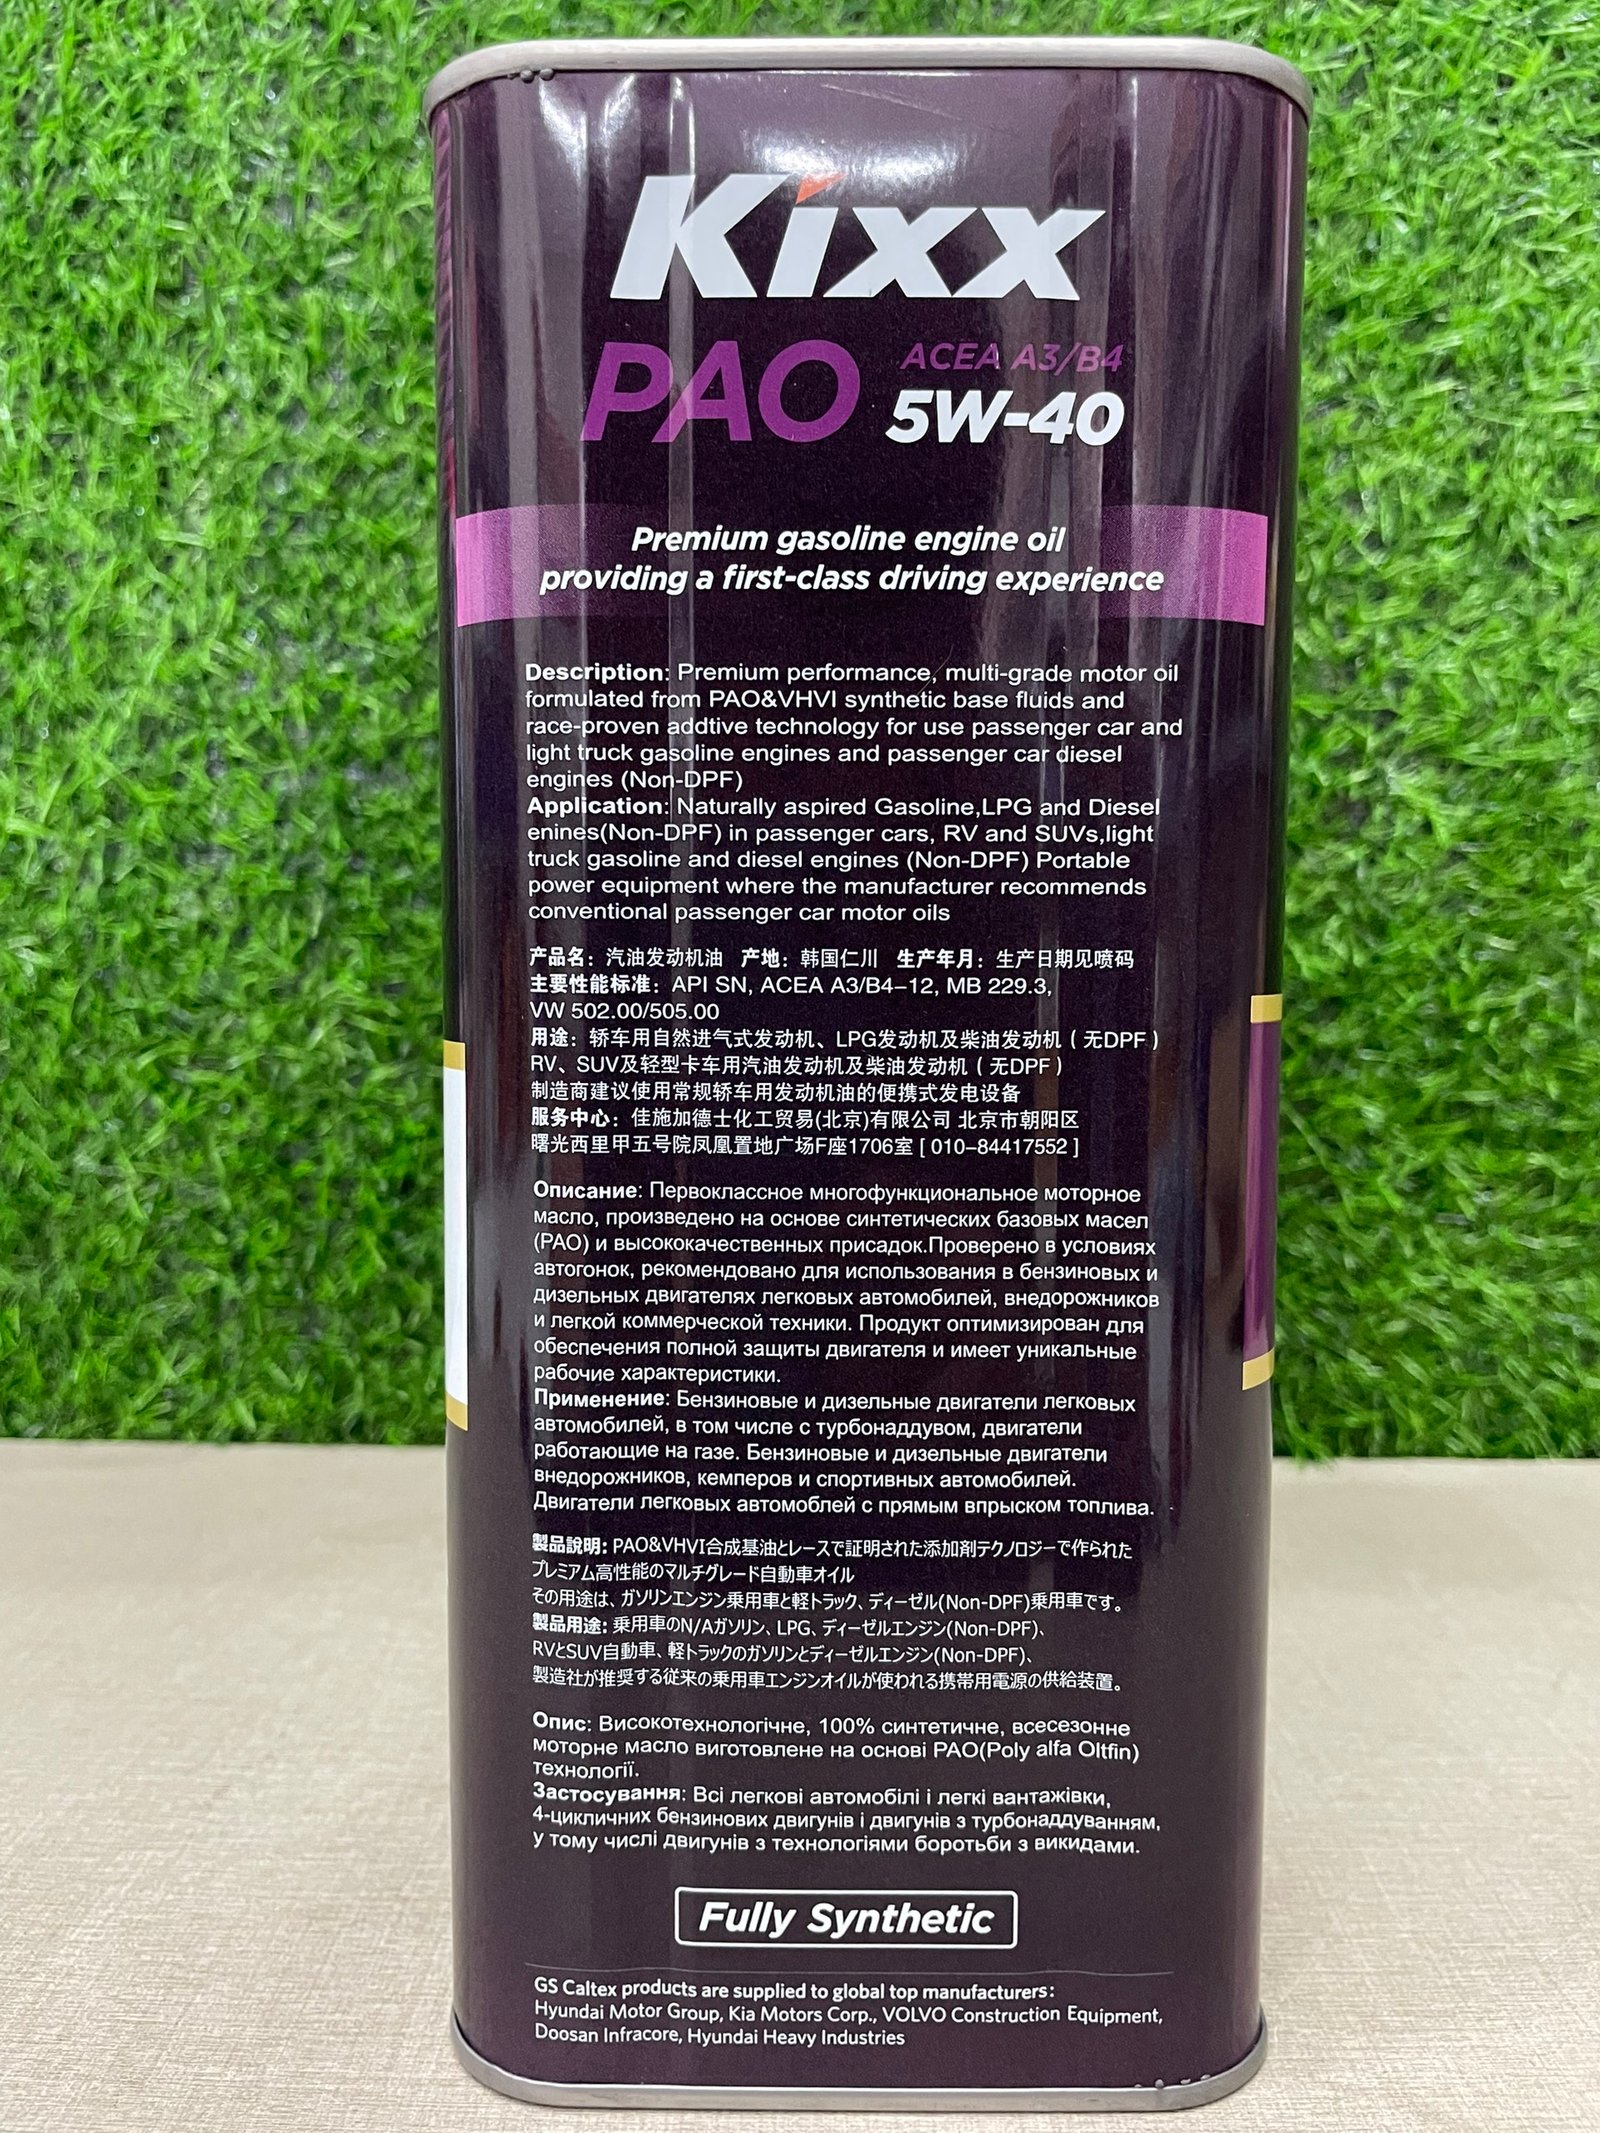 Kixx
PAO ACEA A3/B4
5W-40
Premium gasoline engine oil
providing a first-class driving experience
Description: Premium performance, multi-grade motor oil
formulated from PAO&VHVI synthetic base fluids and
race-proven addtive technology for use passenger car and
light truck gasoline engines and passenger car diesel
engines (Non-DPF)
Application: Naturally aspired Gasoline,LPG and Diesel
enines(Non-DPF) in passenger cars, RV and SUVs,light
truck gasoline and diesel engines (Non-DPF) Portable
power equipment where the manufacturer recommends
conventional passenger car motor oils
产品名：汽油发动机油 产地：韩国仁川 生产年月：生产日期见喷码
主要性能标准：API SN, ACEA A3/B4-12, MB 229.3,
VW 502.00/505.00
用途：轿车用自然进气式发动机、LPG发动机及柴油发动机（无DPF）
RV、SUV及轻型卡车用汽油发动机及柴油发动机（无DPF）
制造商建议使用常规轿车用发动机油的便携式发电设备
服务中心：佳施加德士化工贸易(北京)有限公司 北京市朝阳区
曙光西里甲五号院凤凰置地广场F座1706室 [ 010-84417552 ]
Описание: Первоклассное многофункциональное моторное
масло, произведено на основе синтетических базовых масел
(PAO) и высококачественных присадок.Проверено в условиях
автогонок, рекомендовано для использования в бензиновых и
дизельных двигателях легковых автомобилей, внедорожников
и легкой коммерческой техники. Продукт оптимизирован для
обеспечения полной защиты двигателя и имеет уникальные
рабочие характеристики.
Применение: Бензиновые и дизельные двигатели легковых
автомобилей, в том числе с турбонаддувом, двигатели
работающие на газе. Бензиновые и дизельные двигатели
внедорожников, кемперов и спортивных автомобилей.
Двигатели легковых автомоблей с прямым впрыском топлива.
製品說明: PAO&VHVI合成基油とレースで証明された添加剤テクノロジーで作られた
プレミアム高性能のマルチグレード自動車オイル
その用途は、ガソリンエンジン乗用車と軽トラック、ディーゼル(Non-DPF)乗用車です。
製品用途: 乗用車のN/Aガソリン、LPG、ディーゼルエンジン(Non-DPF)、
RVとSUV自動車、軽トラックのガソリンとディーゼルエンジン(Non-DPF)、
製造社が推奨する従来の乗用車エンジンオイルが使われる携帯用電源の供給装置。
Опис: Високотехнологічне, 100% синтетичне, всесезонне
моторне масло виготовлене на основі PAO(Poly alfa Oltfin)
технології.
Застосування: Всі легкові автомобілі і легкі вантажівки,
4-цикличних бензинових двигунів і двигунів з турбонаддуванням,
у тому числі двигунів з технологіями боротьби з викидами.
Fully Synthetic
GS Caltex products are supplied to global top manufacturers:
Hyundai Motor Group, Kia Motors Corp., VOLVO Construction Equipment,
Doosan Infracore, Hyundai Heavy Industries